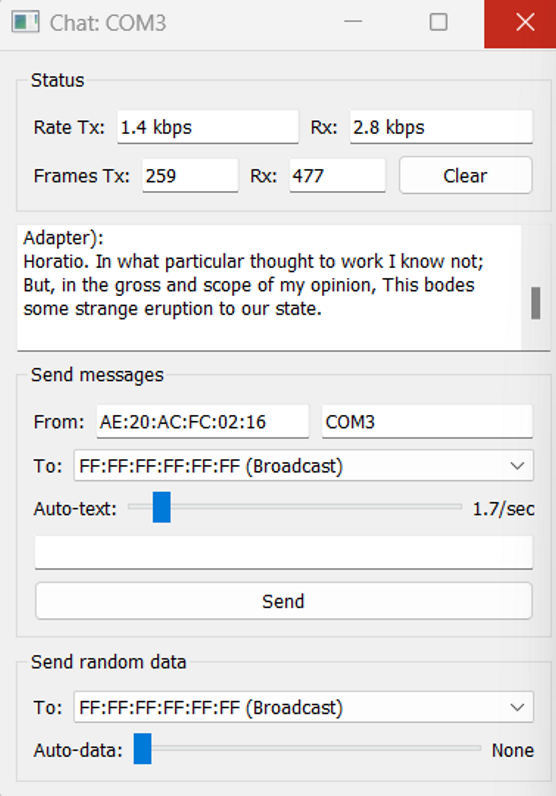 Chat: COM3
Status
Rate Tx: 1.4 kbps Rx: 2.8 kbps
Frames Tx: 259 Rx: 477 Clear
Adapter):
Horatio. In what particular thought to work I know not;
But, in the gross and scope of my opinion, This bodes
some strange eruption to our state.
Send messages
From: AE:20:AC:FC:02:16 COM3
To: FF:FF:FF:FF:FF:FF (Broadcast)
Auto-text: 1.7/sec
Send
Send random data
To: FF:FF:FF:FF:FF:FF (Broadcast)
Auto-data: None